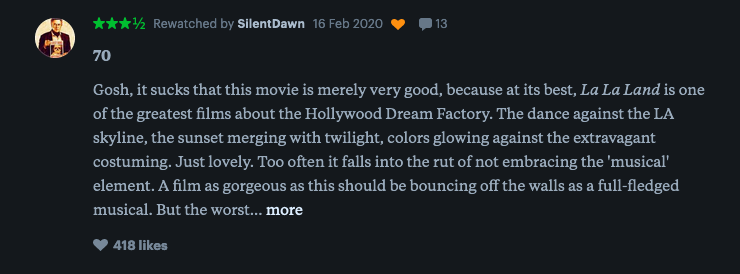 ★★★½ Rewatched by SilentDawn 16 Feb 2020 🧡 💬 13
70
Gosh, it sucks that this movie is merely very good, because at its best, La La Land is one
of the greatest films about the Hollywood Dream Factory. The dance against the LA
skyline, the sunset merging with twilight, colors glowing against the extravagant
costuming. Just lovely. Too often it falls into the rut of not embracing the 'musical'
element. A film as gorgeous as this should be bouncing off the walls as a full-fledged
musical. But the worst... more
418 likes